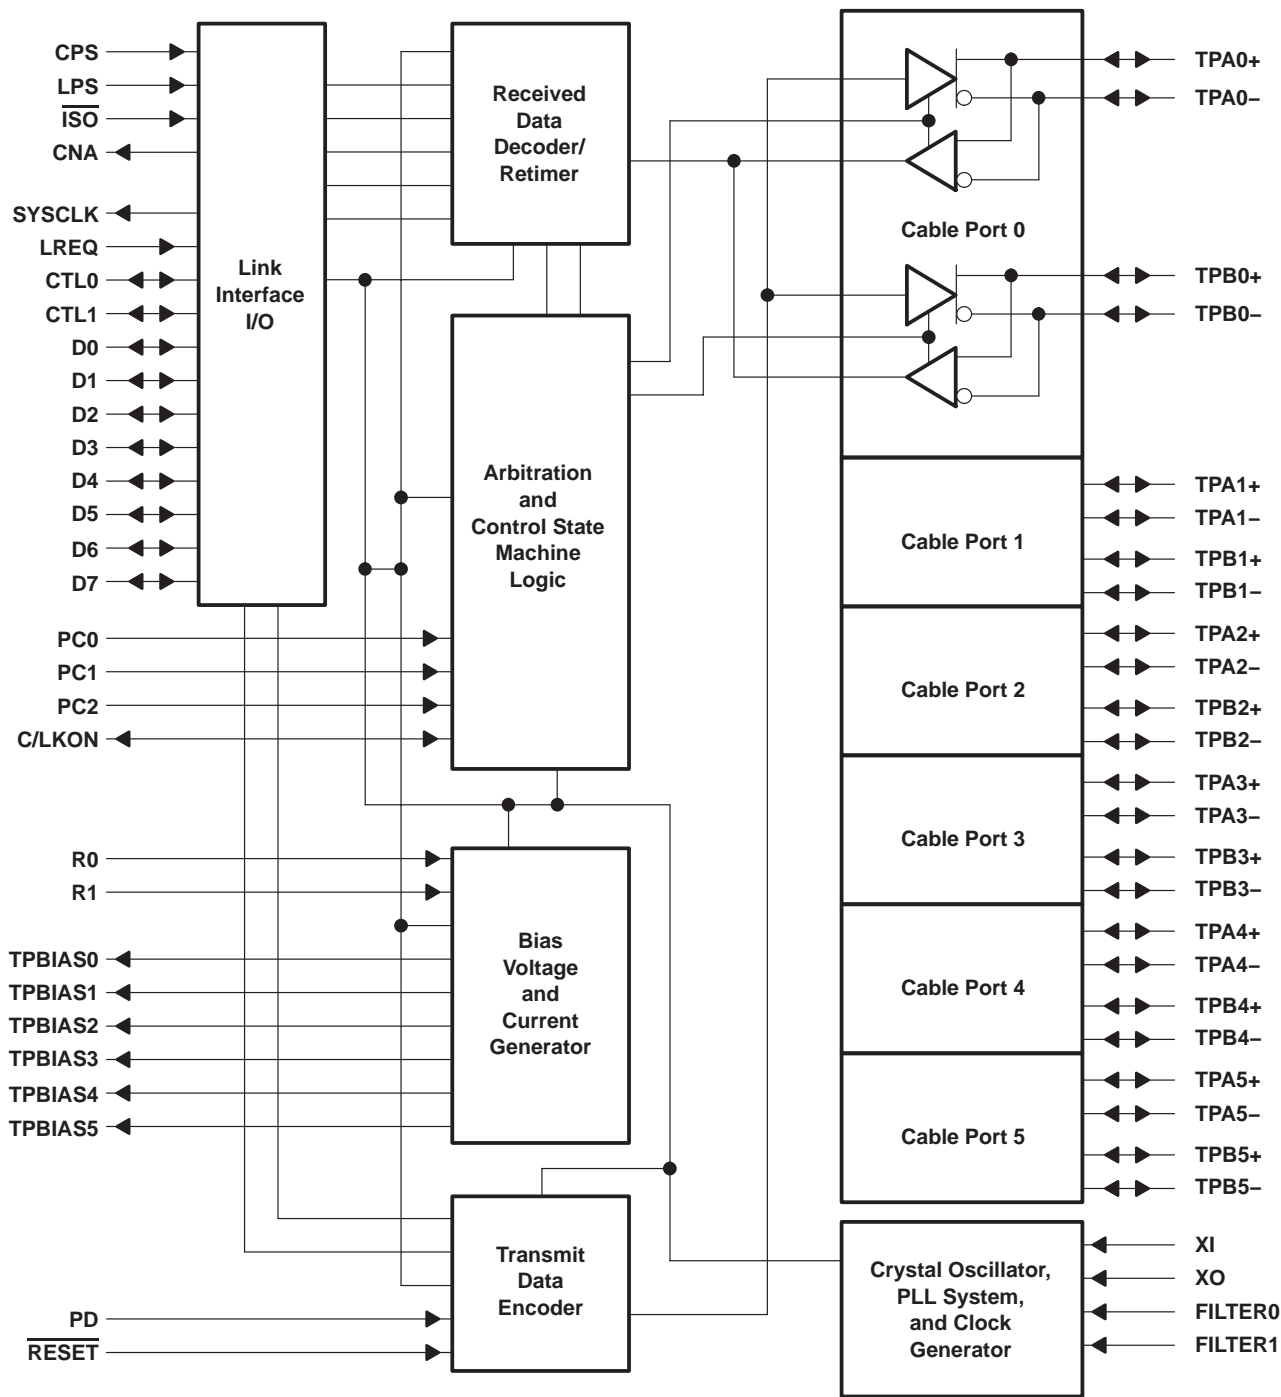 CPS
LPS
ISO
CNA
SYSCLK
LREQ
CTL0
CTL1
D0
D1
D2
D3
D4
D5
D6
D7
PC0
PC1
PC2
C/LKON
R0
R1
TPBIAS0
TPBIAS1
TPBIAS2
TPBIAS3
TPBIAS4
TPBIAS5
PD
RESET
Link
Interface
I/O
Received
Data
Decoder/
Retimer
Arbitration
and
Control State
Machine
Logic
Bias
Voltage
and
Current
Generator
Transmit
Data
Encoder
Cable Port 0
Cable Port 1
Cable Port 2
Cable Port 3
Cable Port 4
Cable Port 5
Crystal Oscillator,
PLL System,
and Clock
Generator
TPA0+
TPA0−
TPB0+
TPB0−
TPA1+
TPA1−
TPB1+
TPB1−
TPA2+
TPA2−
TPB2+
TPB2−
TPA3+
TPA3−
TPB3+
TPB3−
TPA4+
TPA4−
TPB4+
TPB4−
TPA5+
TPA5−
TPB5+
TPB5−
XI
XO
FILTER0
FILTER1